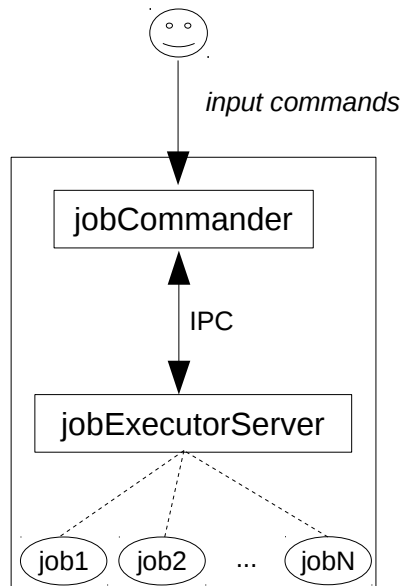 input commands
jobCommander
IPC
jobExecutorServer
job1 job2 ... jobN